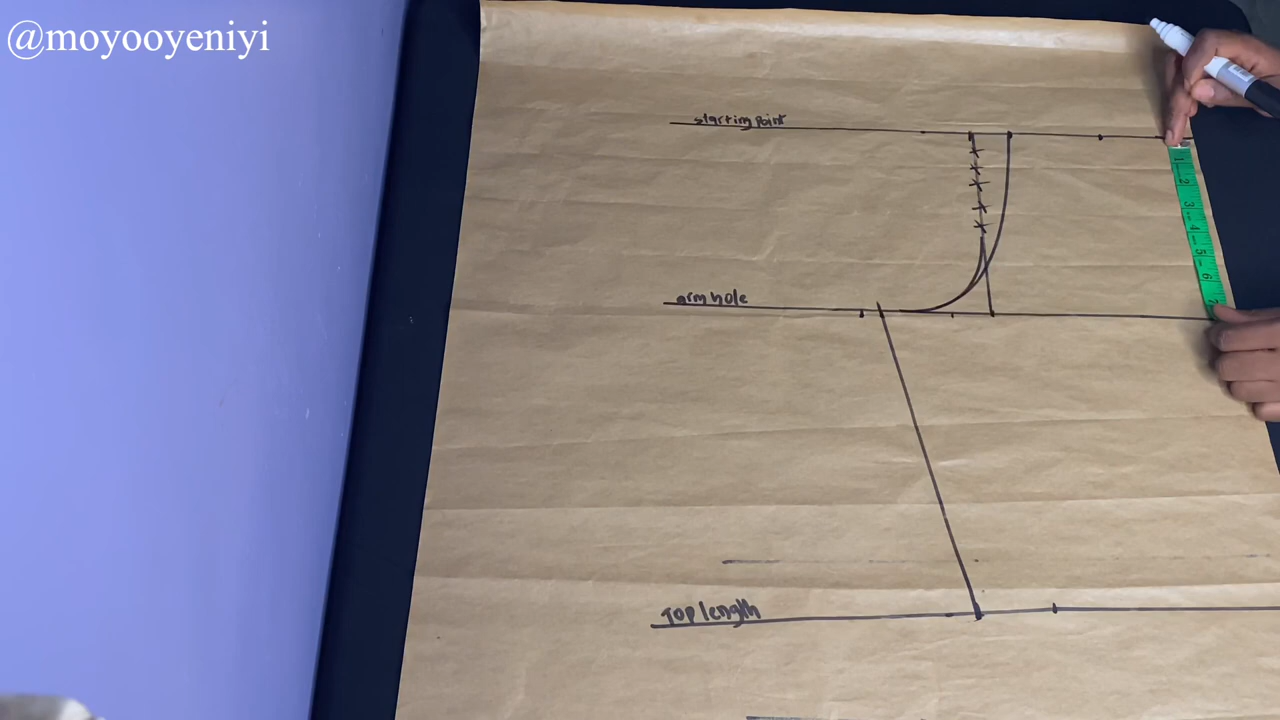 @moyooyeniyi
starting point
1 2 3 4 5 6 7
arm hole
Top length